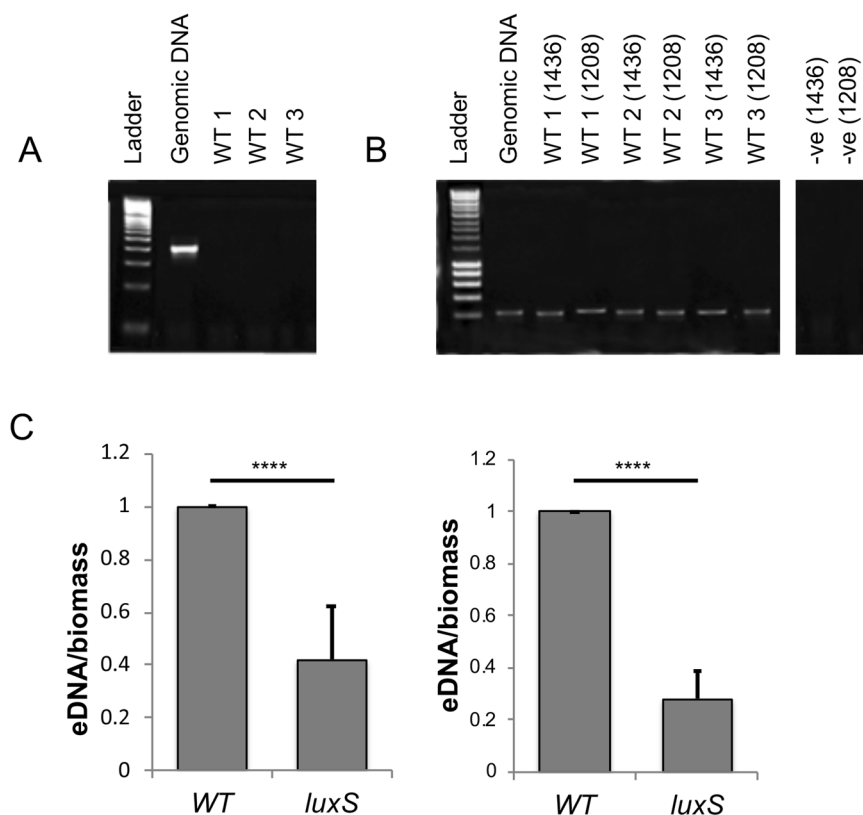 A
Ladder
Genomic DNA
WT 1
WT 2
WT 3
B
Ladder
Genomic DNA
WT 1 (1436)
WT 1 (1208)
WT 2 (1436)
WT 2 (1208)
WT 3 (1436)
WT 3 (1208)
-ve (1436)
-ve (1208)
C
eDNA/biomass
1.2
1
0.8
0.6
0.4
0.2
0
****
WT
luxS
eDNA/biomass
1.2
1
0.8
0.6
0.4
0.2
0
****
WT
luxS